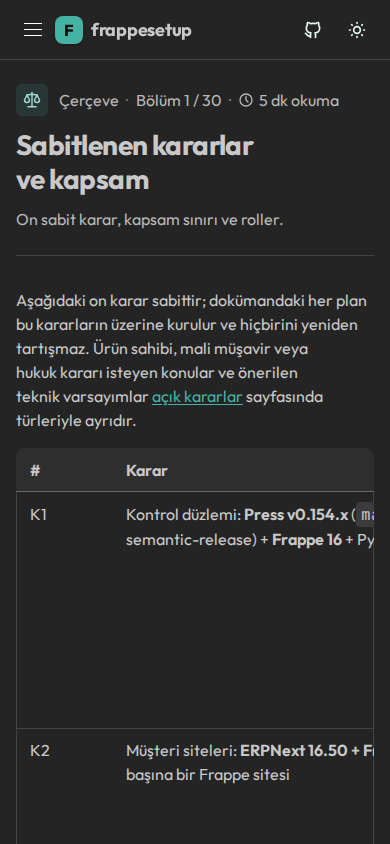 F frappesetup
Çerçeve · Bölüm 1 / 30 · 5 dk okuma
Sabitlenen kararlar
ve kapsam
On sabit karar, kapsam sınırı ve roller.
Aşağıdaki on karar sabittir; dokümandaki her plan
bu kararların üzerine kurulur ve hiçbirini yeniden
tartışmaz. Ürün sahibi, mali müşavir veya
hukuk kararı isteyen konular ve önerilen
teknik varsayımlar açık kararlar sayfasında
türleriyle ayrıdır.
# Karar
K1 Kontrol düzlemi: Press v0.154.x (
semantic-release) + Frappe 16 + Py
K2 Müşteri siteleri: ERPNext 16.50 +
başına bir Frappe sitesi